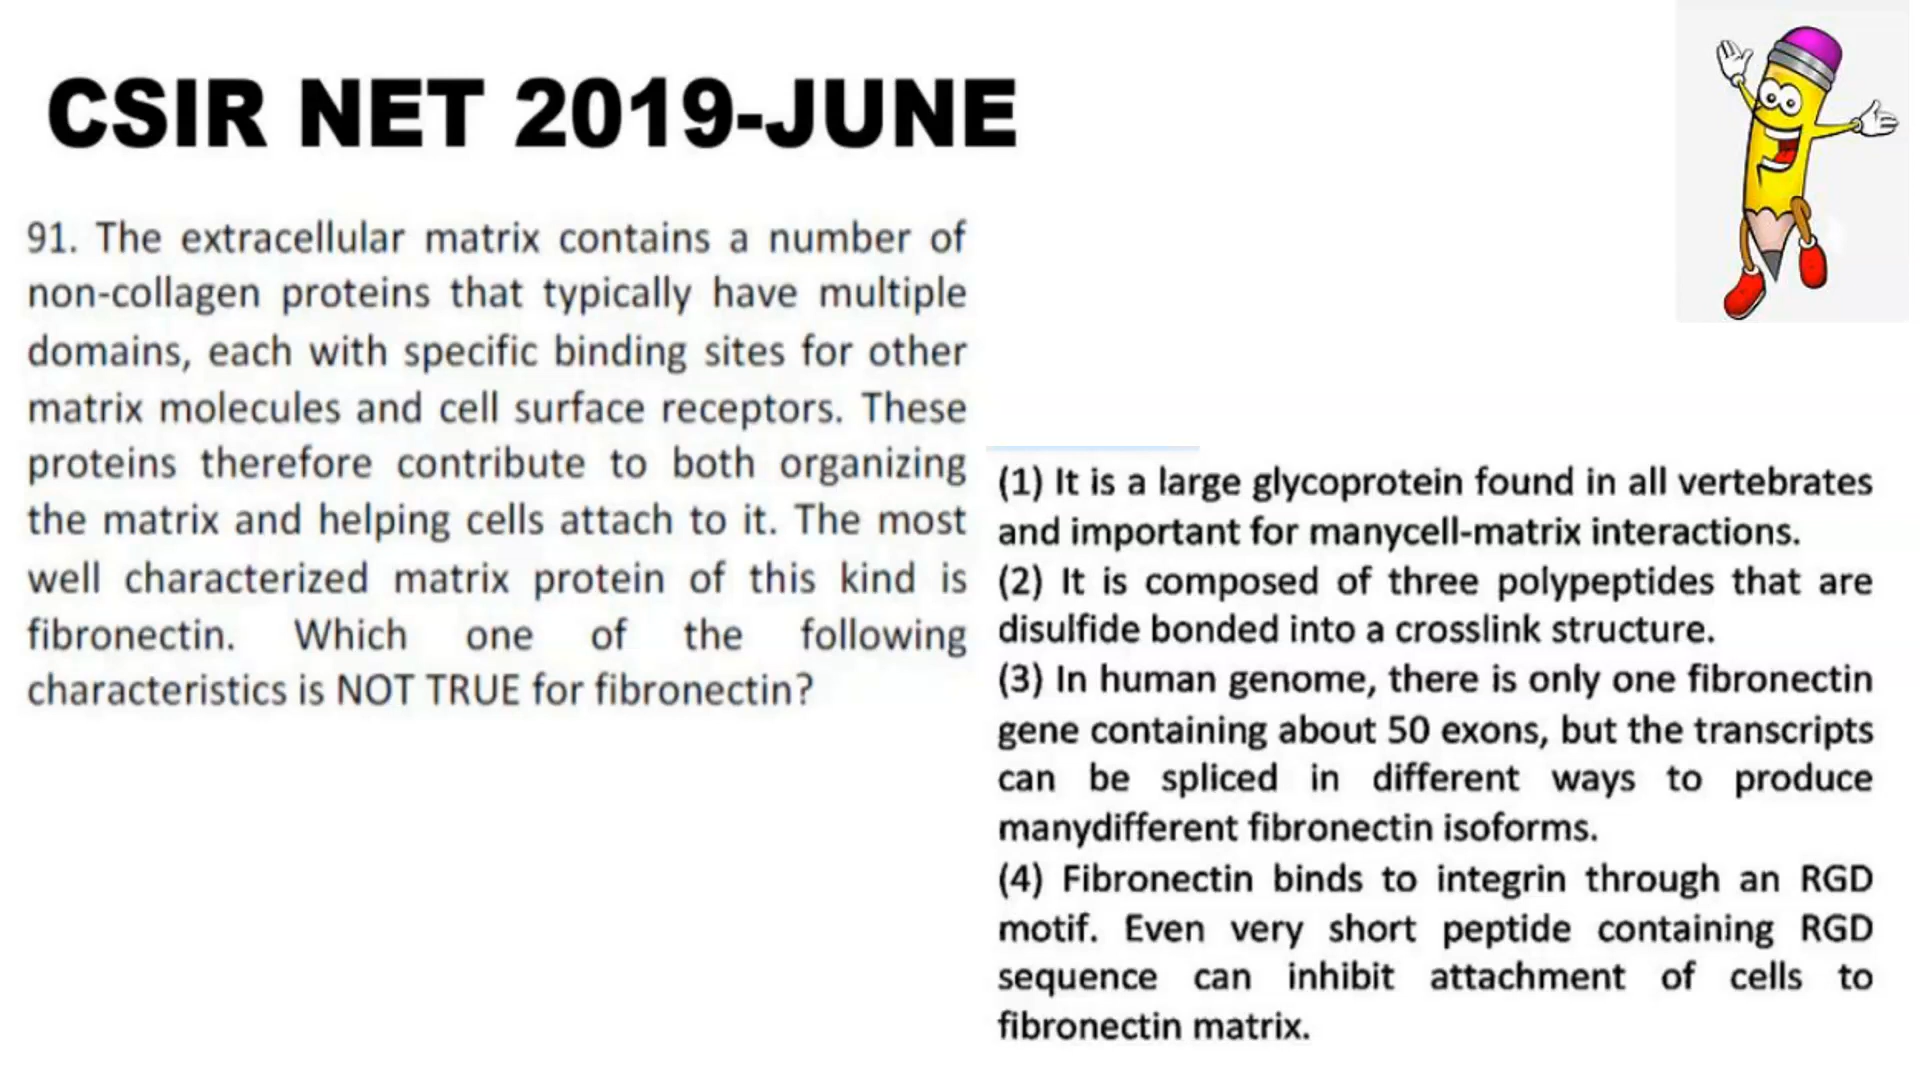 CSIR NET 2019-JUNE
91. The extracellular matrix contains a number of
non-collagen proteins that typically have multiple
domains, each with specific binding sites for other
matrix molecules and cell surface receptors. These
proteins therefore contribute to both organizing
the matrix and helping cells attach to it. The most
well characterized matrix protein of this kind is
fibronectin. Which one of the following
characteristics is NOT TRUE for fibronectin?
(1) It is a large glycoprotein found in all vertebrates
and important for manycell-matrix interactions.
(2) It is composed of three polypeptides that are
disulfide bonded into a crosslink structure.
(3) In human genome, there is only one fibronectin
gene containing about 50 exons, but the transcripts
can be spliced in different ways to produce
manydifferent fibronectin isoforms.
(4) Fibronectin binds to integrin through an RGD
motif. Even very short peptide containing RGD
sequence can inhibit attachment of cells to
fibronectin matrix.